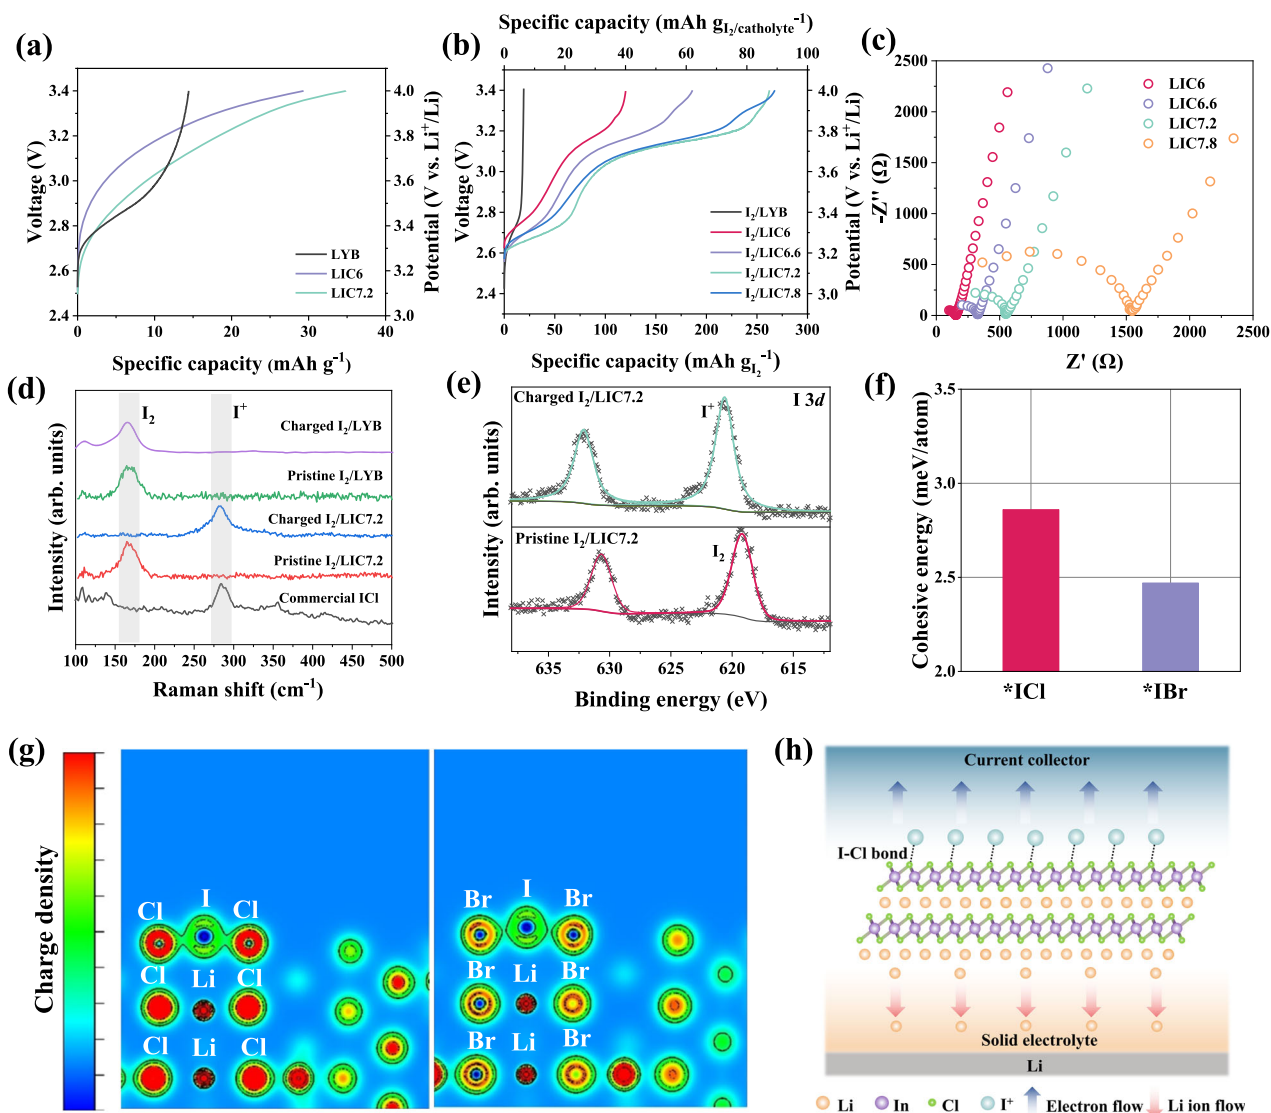 (a)
3.4
3.2
3.0
2.8
2.6
2.4
Voltage (V)
4.0
3.8
3.6
3.4
3.2
3.0
Potential (V vs. Li⁺/Li)
LYB
LIC6
LIC7.2
0 10 20 30 40
Specific capacity (mAh g⁻¹)
(b)
Specific capacity (mAh g_I₂/catholyte⁻¹)
0 20 40 60 80 100
3.4
3.2
3.0
2.8
2.6
2.4
Voltage (V)
4.0
3.8
3.6
3.4
3.2
3.0
Potential (V vs. Li⁺/Li)
I₂/LYB
I₂/LIC6
I₂/LIC6.6
I₂/LIC7.2
I₂/LIC7.8
0 50 100 150 200 250 300
Specific capacity (mAh g_I₂⁻¹)
(c)
2500
2000
1500
1000
500
0
-Z'' (Ω)
LIC6
LIC6.6
LIC7.2
LIC7.8
0 500 1000 1500 2000 2500
Z' (Ω)
(d)
I₂ I⁺
Charged I₂/LYB
Pristine I₂/LYB
Charged I₂/LIC7.2
Pristine I₂/LIC7.2
Commercial ICl
Intensity (arb. units)
100 150 200 250 300 350 400 450 500
Raman shift (cm⁻¹)
(e)
Charged I₂/LIC7.2 I⁺ I 3d
Pristine I₂/LIC7.2 I₂
Intensity (arb. units)
635 630 625 620 615
Binding energy (eV)
(f)
3.5
3.0
2.5
2.0
Cohesive energy (meV/atom)
*ICl *IBr
(g)
Charge density
Cl I Cl
Cl Li Cl
Cl Li Cl
Br I Br
Br Li Br
Br Li Br
(h)
Current collector
I-Cl bond
Solid electrolyte
Li
Li In Cl I⁺ Electron flow Li ion flow